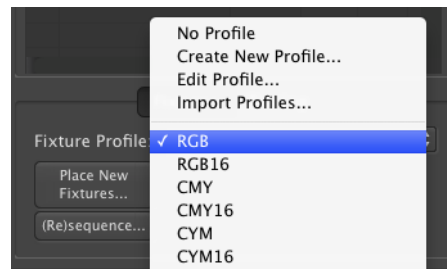 No Profile
Create New Profile...
Edit Profile...
Import Profiles...
Fixture Profile
✓ RGB
RGB16
Place New
Fixtures...
CMY
CMY16
(Re)sequence...
CYM
CYM16